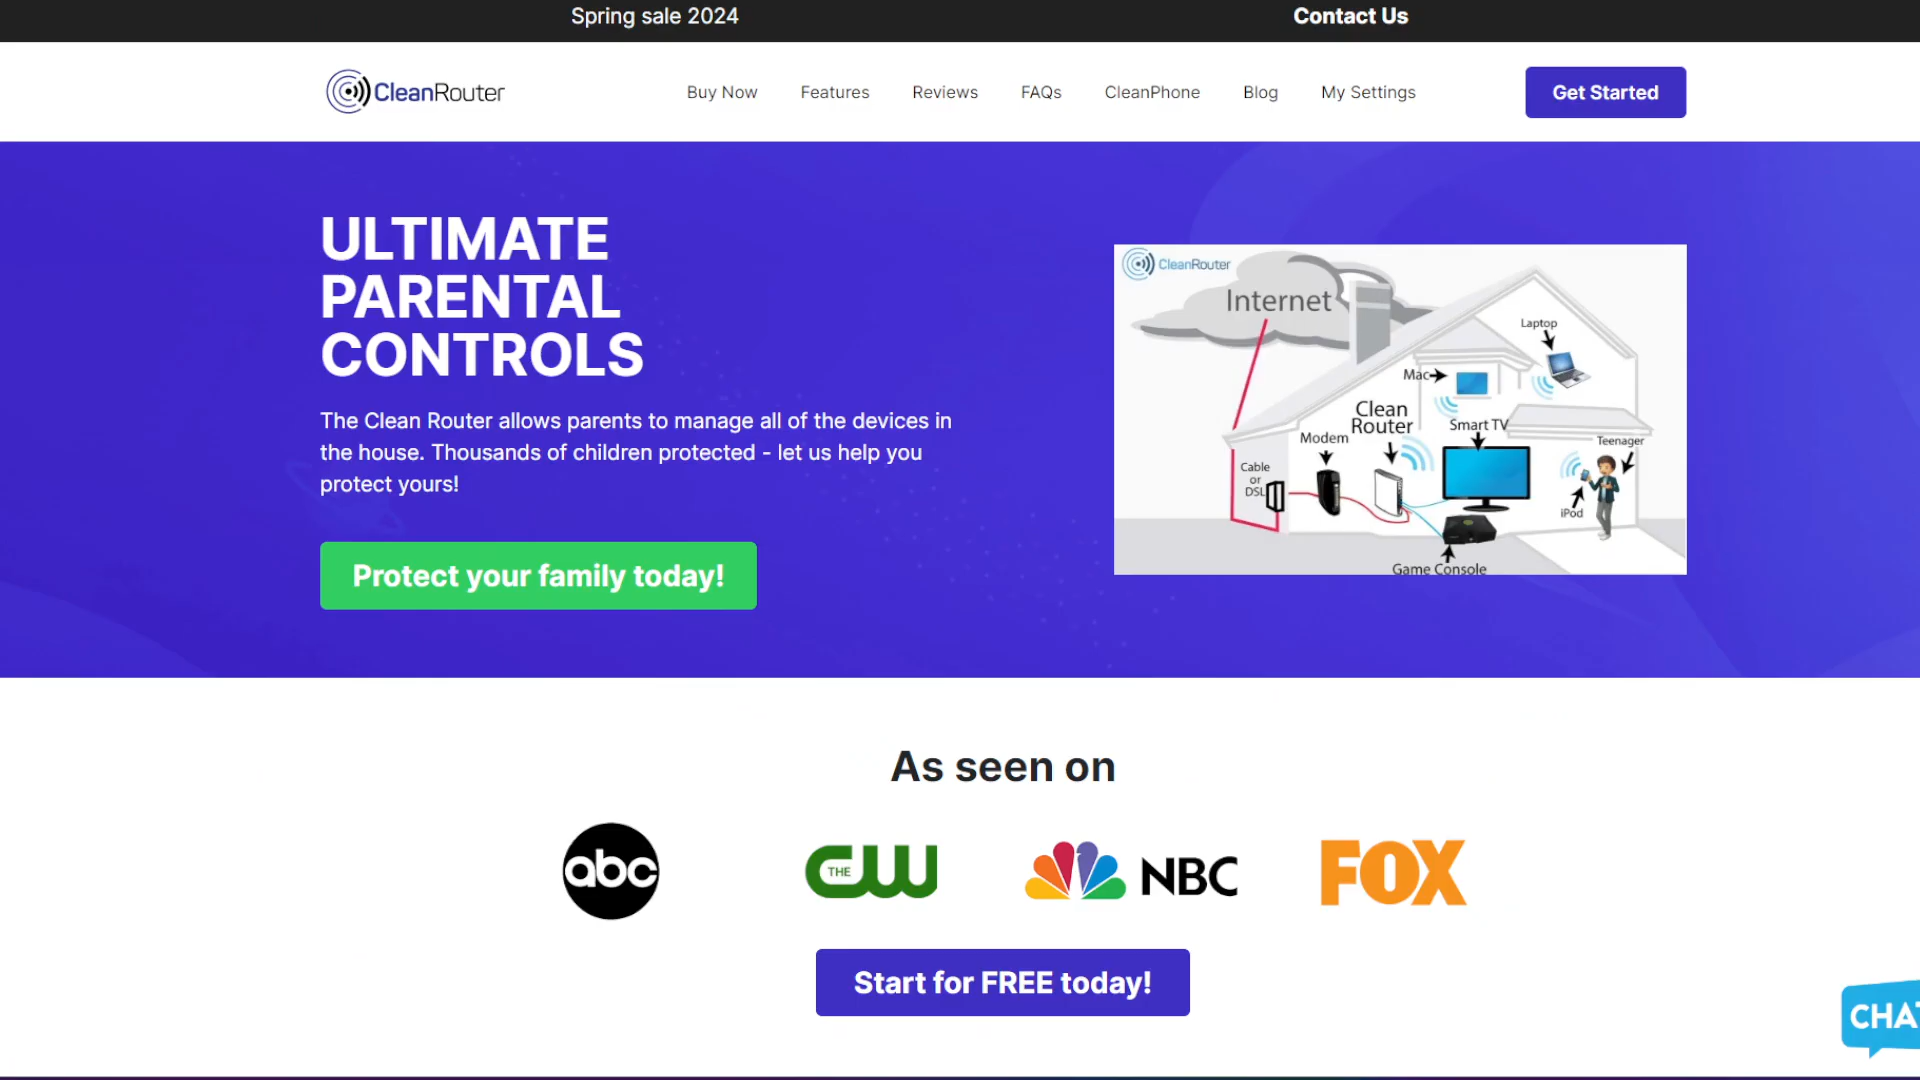 Spring sale 2024
Contact Us
CleanRouter
Buy Now
Features
Reviews
FAQs
CleanPhone
Blog
My Settings
Get Started
ULTIMATE
PARENTAL
CONTROLS
The Clean Router allows parents to manage all of the devices in
the house. Thousands of children protected - let us help you
protect yours!
Protect your family today!
CleanRouter
Internet
Laptop
Mac
Clean
Router
Smart TV
Modem
Teenager
Cable
or
DSL
iPod
Game Console
As seen on
abc
THE CW
NBC
FOX
Start for FREE today!